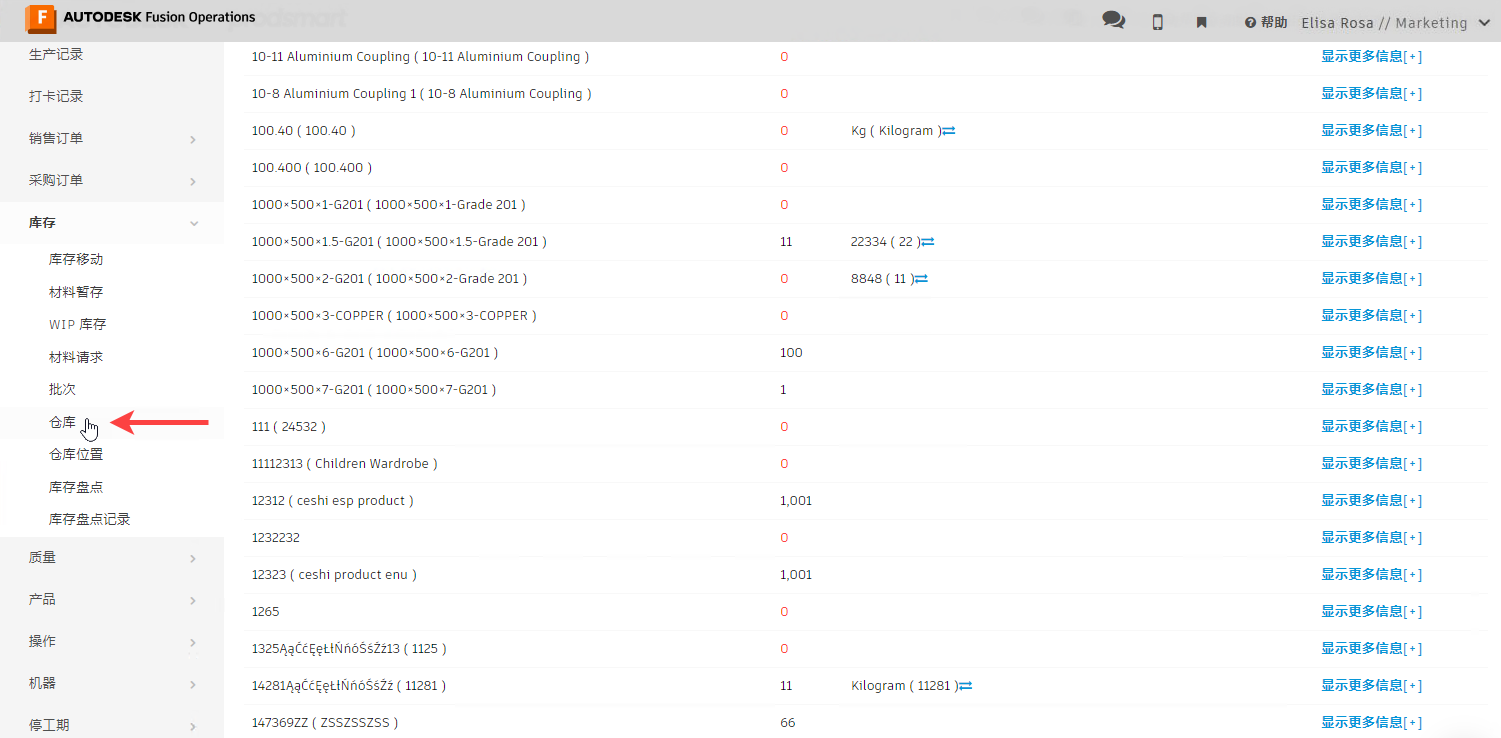 AUTODESK Fusion Operations
帮助 Elisa Rosa // Marketing
生产记录
打卡记录
销售订单
采购订单
库存
库存移动
材料暂存
WIP 库存
材料请求
批次
仓库
仓库位置
库存盘点
库存盘点记录
质量
产品
操作
机器
停工期
10-11 Aluminium Coupling ( 10-11 Aluminium Coupling ) 0 显示更多信息[+]
10-8 Aluminium Coupling 1 ( 10-8 Aluminium Coupling ) 0 显示更多信息[+]
100.40 ( 100.40 ) 0 Kg ( Kilogram ) 显示更多信息[+]
100.400 ( 100.400 ) 0 显示更多信息[+]
1000×500×1-G201 ( 1000×500×1-Grade 201 ) 0 显示更多信息[+]
1000×500×1.5-G201 ( 1000×500×1.5-Grade 201 ) 11 22334 ( 22 ) 显示更多信息[+]
1000×500×2-G201 ( 1000×500×2-Grade 201 ) 0 8848 ( 11 ) 显示更多信息[+]
1000×500×3-COPPER ( 1000×500×3-COPPER ) 0 显示更多信息[+]
1000×500×6-G201 ( 1000×500×6-G201 ) 100 显示更多信息[+]
1000×500×7-G201 ( 1000×500×7-G201 ) 1 显示更多信息[+]
111 ( 24532 ) 0 显示更多信息[+]
11112313 ( Children Wardrobe ) 0 显示更多信息[+]
12312 ( ceshi esp product ) 1,001 显示更多信息[+]
1232232 0 显示更多信息[+]
12323 ( ceshi product enu ) 1,001 显示更多信息[+]
1265 0 显示更多信息[+]
1325ĄąĆćĘęŁłŃńóŚśŹź13 ( 1125 ) 0 显示更多信息[+]
14281ĄąĆćĘęŁłŃńóŚśŹź ( 11281 ) 11 Kilogram ( 11281 ) 显示更多信息[+]
147369ZZ ( ZSSZSSZSS ) 66 显示更多信息[+]